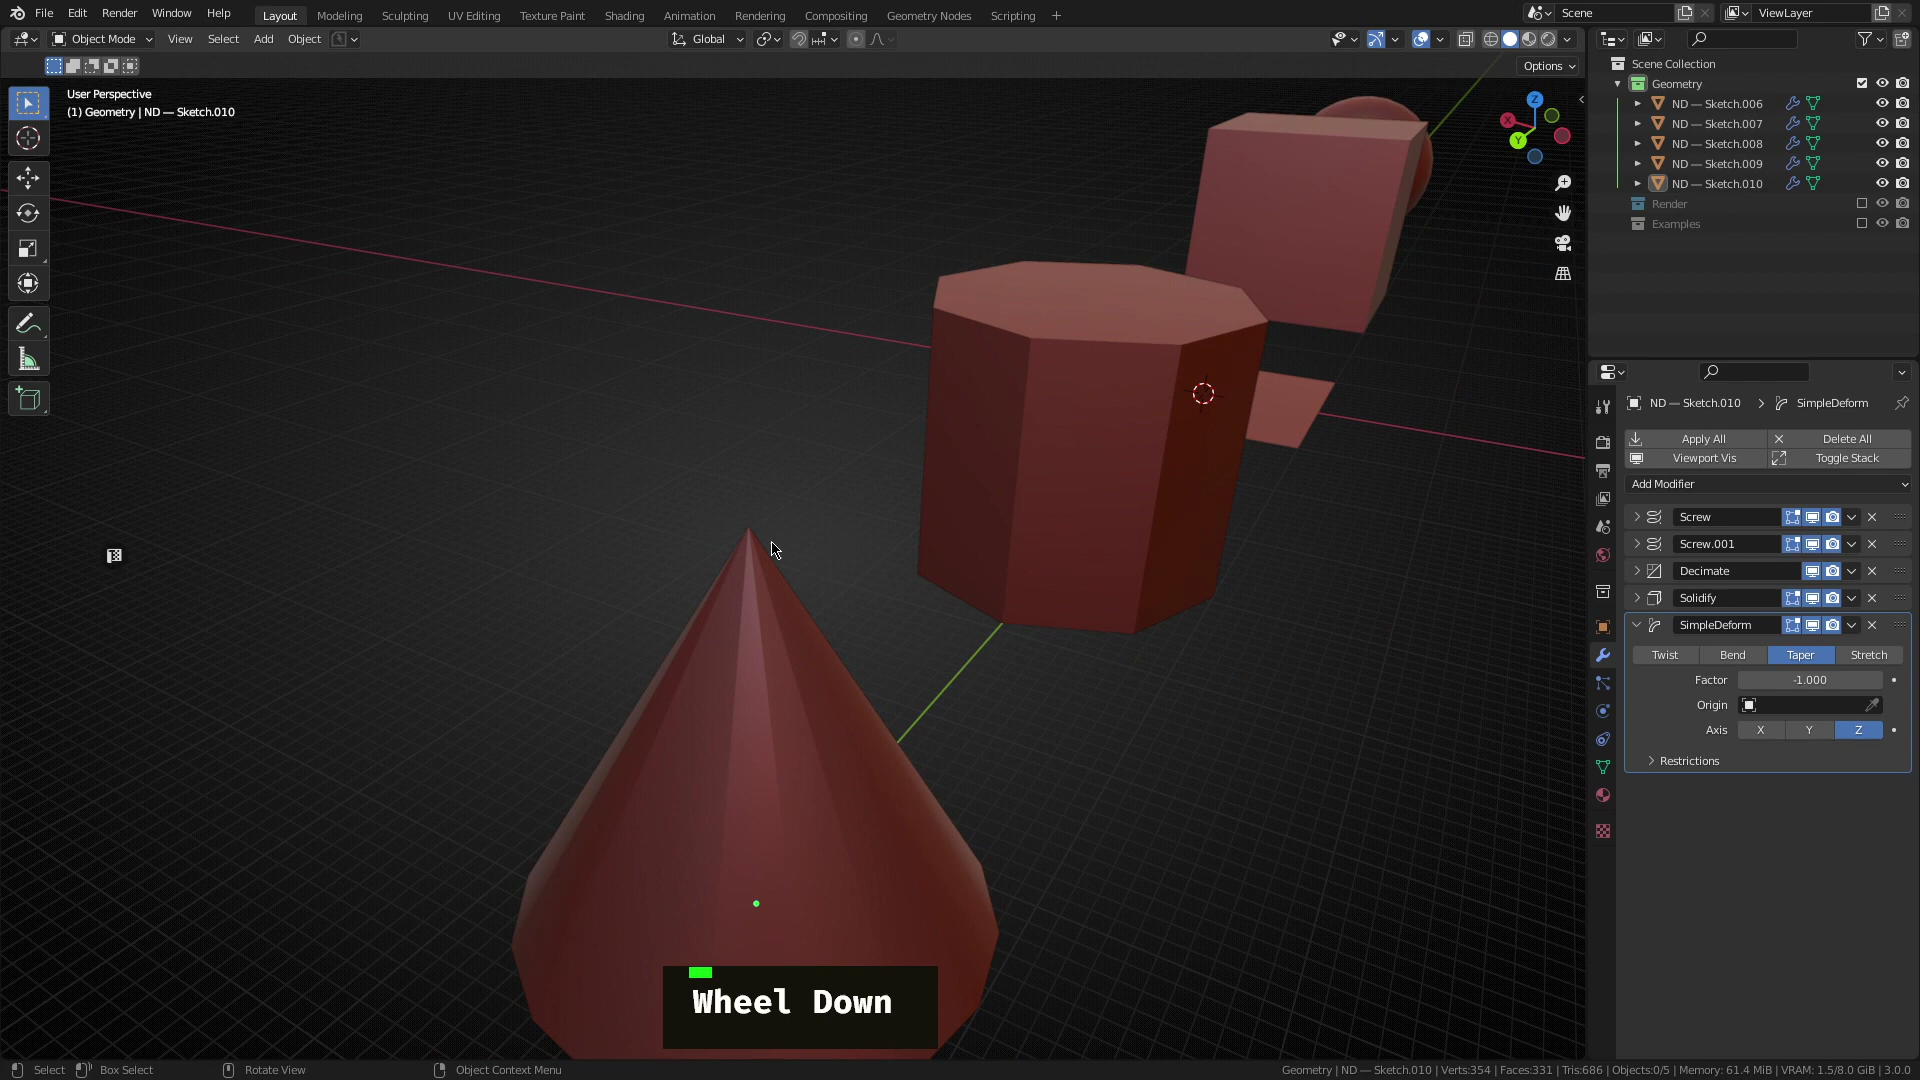 File Edit Render Window Help Layout Modeling Sculpting UV Editing Texture Paint Shading Animation Rendering Compositing Geometry Nodes Scripting + Scene ViewLayer
Object Mode View Select Add Object Global
Options
User Perspective
(1) Geometry | ND — Sketch.010
Z
X
Y
Scene Collection
Geometry
ND — Sketch.006
ND — Sketch.007
ND — Sketch.008
ND — Sketch.009
ND — Sketch.010
Render
Examples
ND — Sketch.010 > SimpleDeform
Apply All Delete All
Viewport Vis Toggle Stack
Add Modifier
Screw
Screw.001
Decimate
Solidify
SimpleDeform
Twist Bend Taper Stretch
Factor -1.000
Origin
Axis X Y Z
Restrictions
Wheel Down
Select Box Select Rotate View Object Context Menu Geometry | ND — Sketch.010 | Verts:354 | Faces:331 | Tris:686 | Objects:0/5 | Memory: 61.4 MiB | VRAM: 1.5/8.0 GiB | 3.0.0